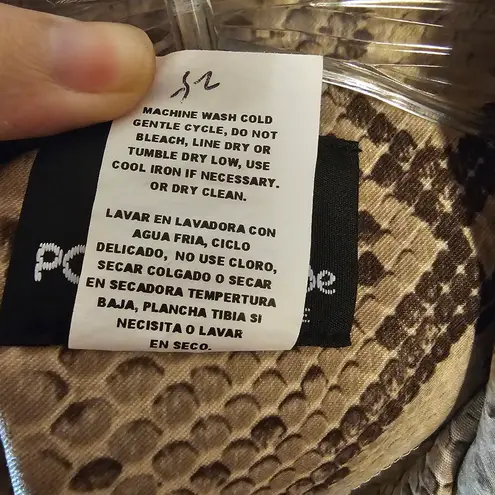 52
MACHINE WASH COLD
GENTLE CYCLE, DO NOT
BLEACH, LINE DRY OR
TUMBLE DRY LOW, USE
COOL IRON IF NECESSARY.
OR DRY CLEAN.
LAVAR EN LAVADORA CON
AGUA FRIA, CICLO
DELICADO, NO USE CLORO,
SECAR COLGADO O SECAR
EN SECADORA TEMPERTURA
BAJA, PLANCHA TIBIA SI
NECISITA O LAVAR
EN SECO.